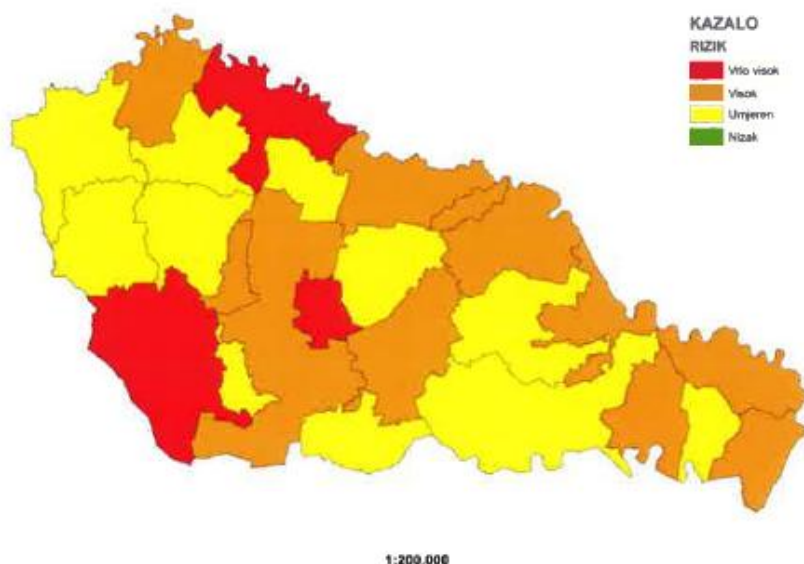 KAZALO
RIZIK
Vrlo visok
Visok
Umjeren
Nizak
1:200.000